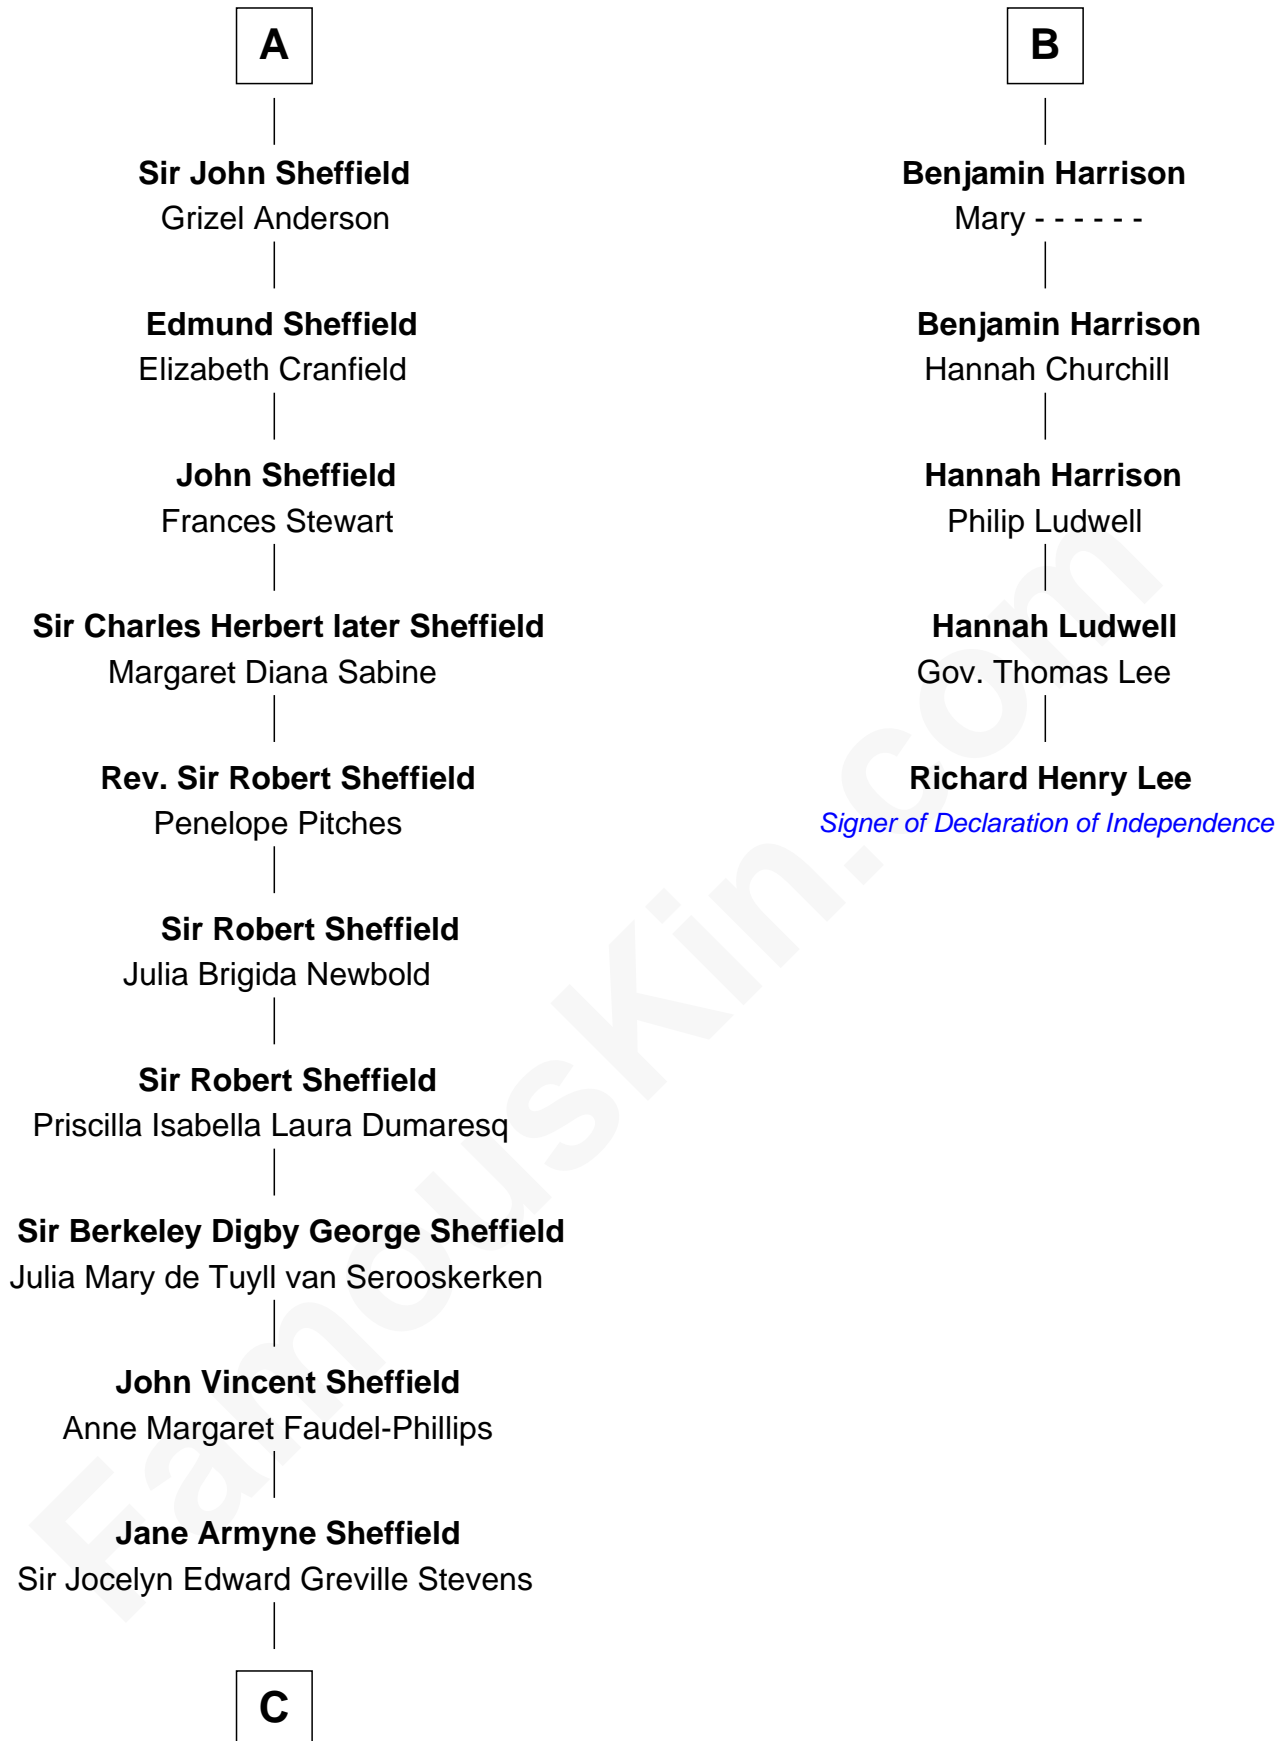 A
Sir John Sheffield
Grizel Anderson
Edmund Sheffield
Elizabeth Cranfield
John Sheffield
Frances Stewart
Sir Charles Herbert later Sheffield
Margaret Diana Sabine
Rev. Sir Robert Sheffield
Penelope Pitches
Sir Robert Sheffield
Julia Brigida Newbold
Sir Robert Sheffield
Priscilla Isabella Laura Dumaresq
Sir Berkeley Digby George Sheffield
Julia Mary de Tuyll van Serooskerken
John Vincent Sheffield
Anne Margaret Faudel-Phillips
Jane Armyne Sheffield
Sir Jocelyn Edward Greville Stevens
C
B
Benjamin Harrison
Mary - - - - - -
Benjamin Harrison
Hannah Churchill
Hannah Harrison
Philip Ludwell
Hannah Ludwell
Gov. Thomas Lee
Richard Henry Lee
Signer of Declaration of Independence
FamousKin.com